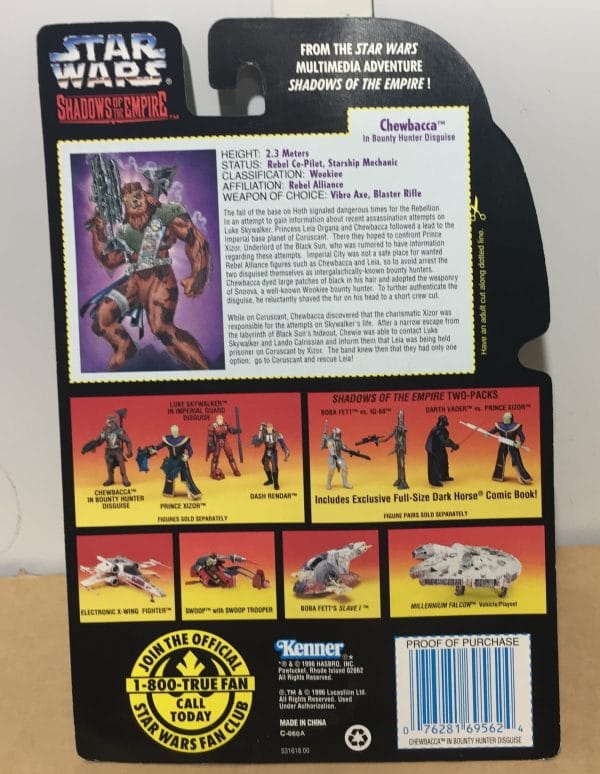 STAR
WARS®
SHADOWS OF THE EMPIRE™
FROM THE STAR WARS
MULTIMEDIA ADVENTURE
SHADOWS OF THE EMPIRE !
Chewbacca™
In Bounty Hunter Disguise
HEIGHT: 2.3 Meters
STATUS: Rebel Co-Pilot, Starship Mechanic
CLASSIFICATION: Wookiee
AFFILIATION: Rebel Alliance
WEAPON OF CHOICE: Vibro Axe, Blaster Rifle
The fall of the base on Hoth signaled dangerous times for the Rebellion.
In an attempt to gain information about recent assassination attempts on
Luke Skywalker, Princess Leia Organa and Chewbacca followed a lead to the
Imperial base planet of Coruscant. There they hoped to confront Prince
Xizor, Underlord of the Black Sun, who was rumored to have information
regarding these attempts. Imperial City was not a safe place for wanted
Rebel Alliance figures such as Chewbacca and Leia, so to avoid arrest the
two disguised themselves as intergalactically-known bounty hunters.
Chewbacca dyed large patches of black in his hair and adopted the weaponry
of Snoova, a well-known Wookiee bounty hunter. To further authenticate the
disguise, he reluctantly shaved the fur on his head to a short crew cut.
While on Coruscant, Chewbacca discovered that the charismatic Xizor was
responsible for the attempts on Skywalker's life. After a narrow escape from
the labyrinth of Black Sun's hideout, Chewie was able to contact Luke
Skywalker and Lando Calrissian and inform them that Leia was being held
prisoner on Coruscant by Xizor. The band knew then that they had only one
option: go to Coruscant and rescue Leia!
Have an adult cut along dotted line.
LUKE SKYWALKER™
IN IMPERIAL GUARD
DISGUISE
CHEWBACCA™
IN BOUNTY HUNTER
DISGUISE
PRINCE XIZOR™
DASH RENDAR™
FIGURES SOLD SEPARATELY
SHADOWS OF THE EMPIRE TWO-PACKS
BOBA FETT™ vs. IG-88™
DARTH VADER™ vs. PRINCE XIZOR™
Includes Exclusive Full-Size Dark Horse® Comic Book!
FIGURE PAIRS SOLD SEPARATELY
ELECTRONIC X-WING FIGHTER™
SWOOP™ with SWOOP TROOPER
BOBA FETT'S SLAVE I™
MILLENNIUM FALCON™ Vehicle/Playset
JOIN THE OFFICIAL
1-800-TRUE FAN
CALL
TODAY
STAR WARS FAN CLUB
Kenner®
*® & © 1996 HASBRO, INC.
Pawtucket, Rhode Island 02862
All Rights Reserved.
®, TM & © 1996 Lucasfilm Ltd.
All Rights Reserved. Used
Under Authorization.
MADE IN CHINA
C-060A
531618.00
PROOF OF PURCHASE
0 76281 69562 4
CHEWBACCA™ IN BOUNTY HUNTER DISGUISE